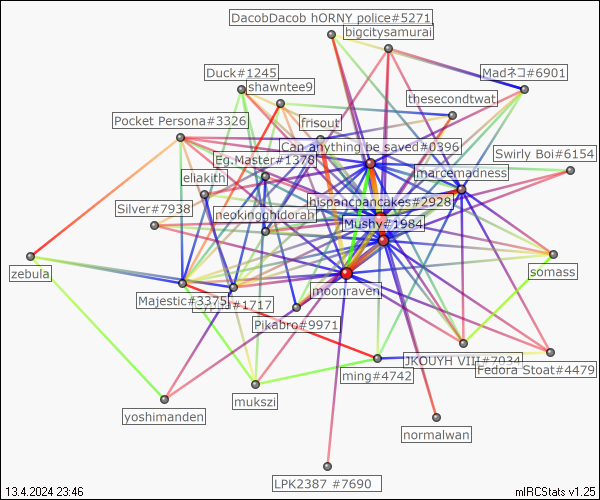 DacobDacob hORNY police#5271
bigcitysamurai
Duck#1245
Madネコ#6901
shawntee9
thesecondtwat
Pocket Persona#3326
frisout
Can anything be saved#0396
Swirly Boi#6154
Eg.Master#1378
marcemadness
eliakith
hispancpancakes#2928
Silver#7938
neokingghidorah
Mushy#1984
zebula
somass
moonraven
Majestic#3375
#1717
Pikabro#9971
JKOUYH VIII#7034
Fedora Stoat#4479
ming#4742
mukszi
yoshimanden
normalwan
LPK2387 #7690
13.4.2024 23:46
mIRCStats v1.25